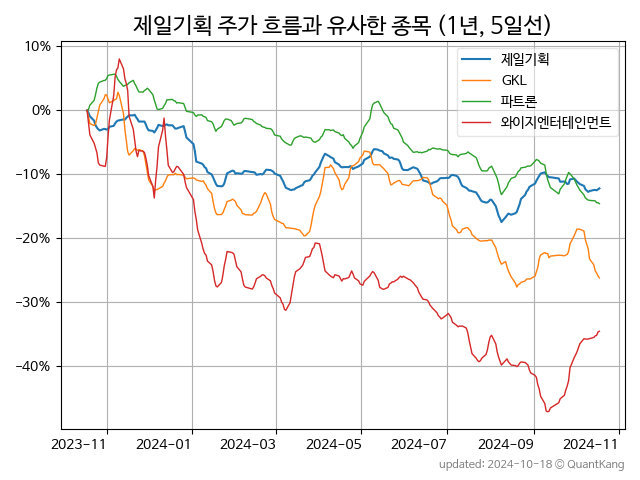 제일기획 주가 흐름과 유사한 종목 (1년, 5일선)
제일기획
GKL
파트론
와이지엔터테인먼트
10%
0%
−10%
−20%
−30%
−40%
2023-11
2024-01
2024-03
2024-05
2024-07
2024-09
2024-11
updated: 2024-10-18 © QuantKang